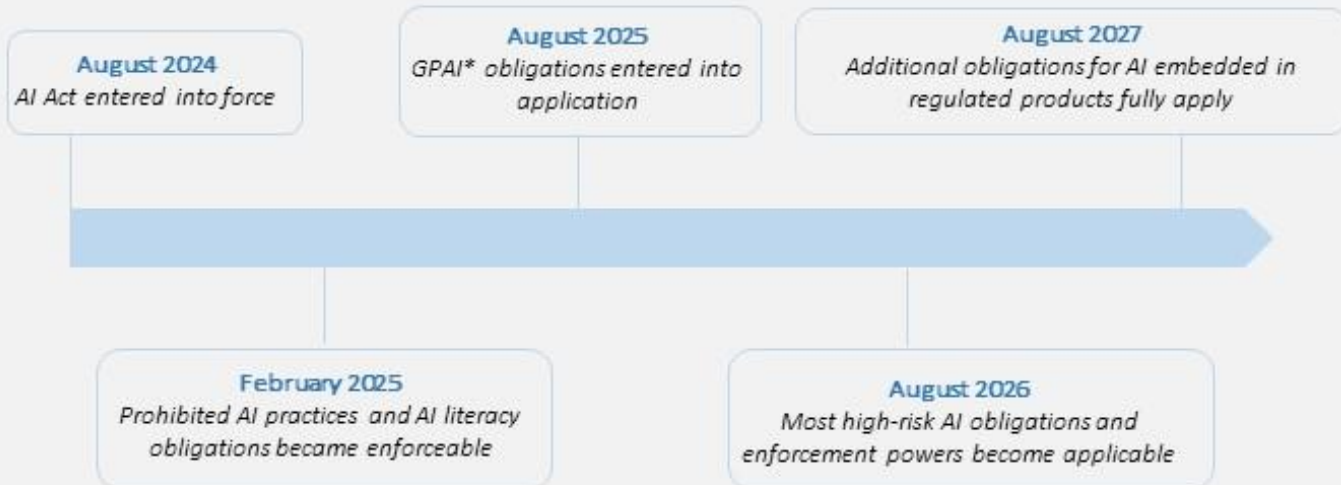 August 2024
AI Act entered into force
August 2025
GPAI* obligations entered into
application
August 2027
Additional obligations for AI embedded in
regulated products fully apply
February 2025
Prohibited AI practices and AI literacy
obligations became enforceable
August 2026
Most high-risk AI obligations and
enforcement powers become applicable